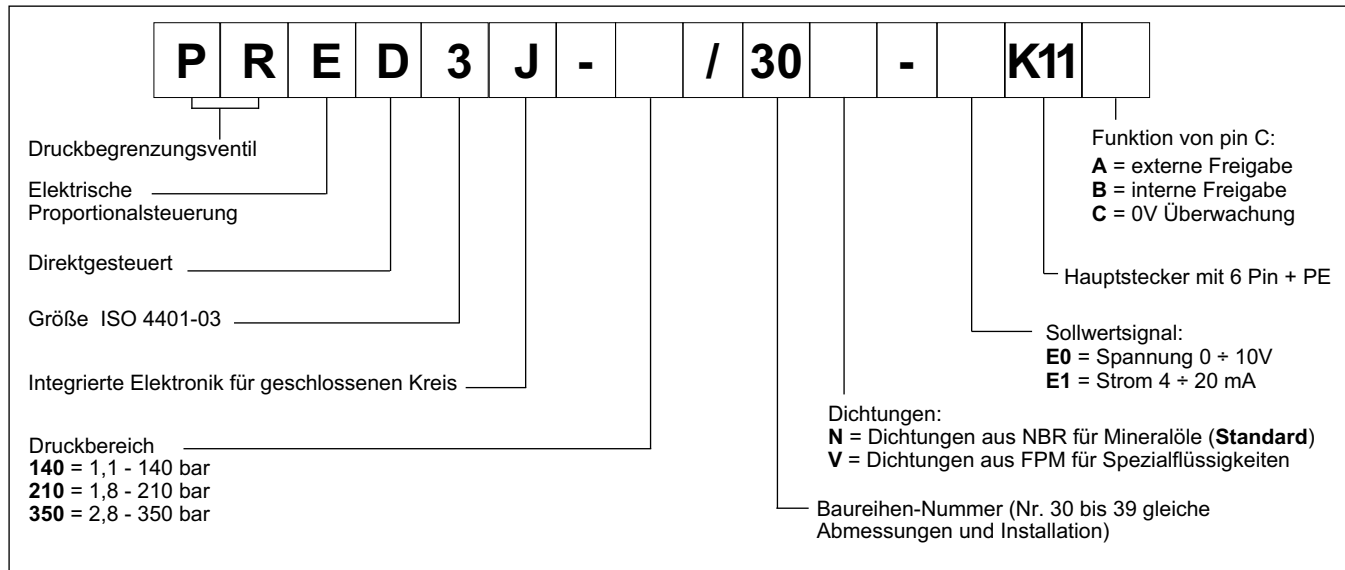 P R E D 3 J - / 30 - K11
Druckbegrenzungsventil
Elektrische
Proportionalsteuerung
Direktgesteuert
Größe ISO 4401-03
Integrierte Elektronik für geschlossenen Kreis
Druckbereich
140 = 1,1 - 140 bar
210 = 1,8 - 210 bar
350 = 2,8 - 350 bar
Funktion von pin C:
A = externe Freigabe
B = interne Freigabe
C = 0V Überwachung
Hauptstecker mit 6 Pin + PE
Sollwertsignal:
E0 = Spannung 0 ÷ 10V
E1 = Strom 4 ÷ 20 mA
Dichtungen:
N = Dichtungen aus NBR für Mineralöle (Standard)
V = Dichtungen aus FPM für Spezialflüssigkeiten
Baureihen-Nummer (Nr. 30 bis 39 gleiche
Abmessungen und Installation)